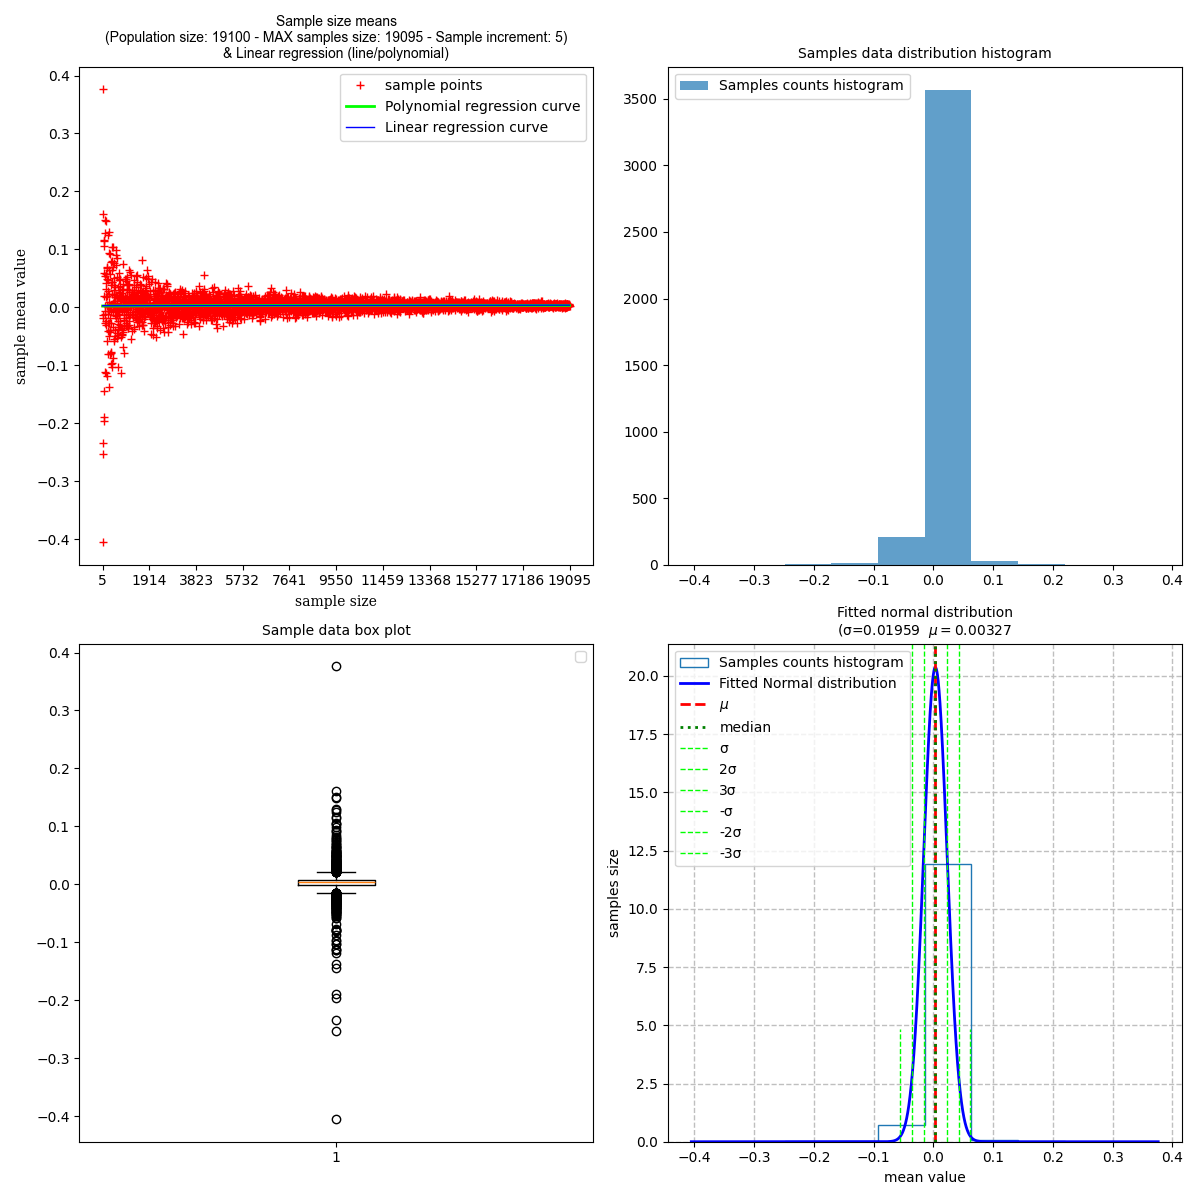 Sample size means
(Population size: 19100 - MAX samples size: 19095 - Sample increment: 5)
& Linear regression (line/polynomial)
0.4
0.3
0.2
0.1
0.0
−0.1
−0.2
−0.3
−0.4
sample mean value
sample points
Polynomial regression curve
Linear regression curve
5 1914 3823 5732 7641 9550 11459 13368 15277 17186 19095
sample size
Samples data distribution histogram
Samples counts histogram
3500
3000
2500
2000
1500
1000
500
0
−0.4 −0.3 −0.2 −0.1 0.0 0.1 0.2 0.3 0.4
Sample data box plot
0.4
0.3
0.2
0.1
0.0
−0.1
−0.2
−0.3
−0.4
1
Fitted normal distribution
(σ=0.01959 μ = 0.00327
Samples counts histogram
Fitted Normal distribution
μ
median
σ
2σ
3σ
-σ
-2σ
-3σ
20.0
17.5
15.0
12.5
10.0
7.5
5.0
2.5
0.0
samples size
−0.4 −0.3 −0.2 −0.1 0.0 0.1 0.2 0.3 0.4
mean value